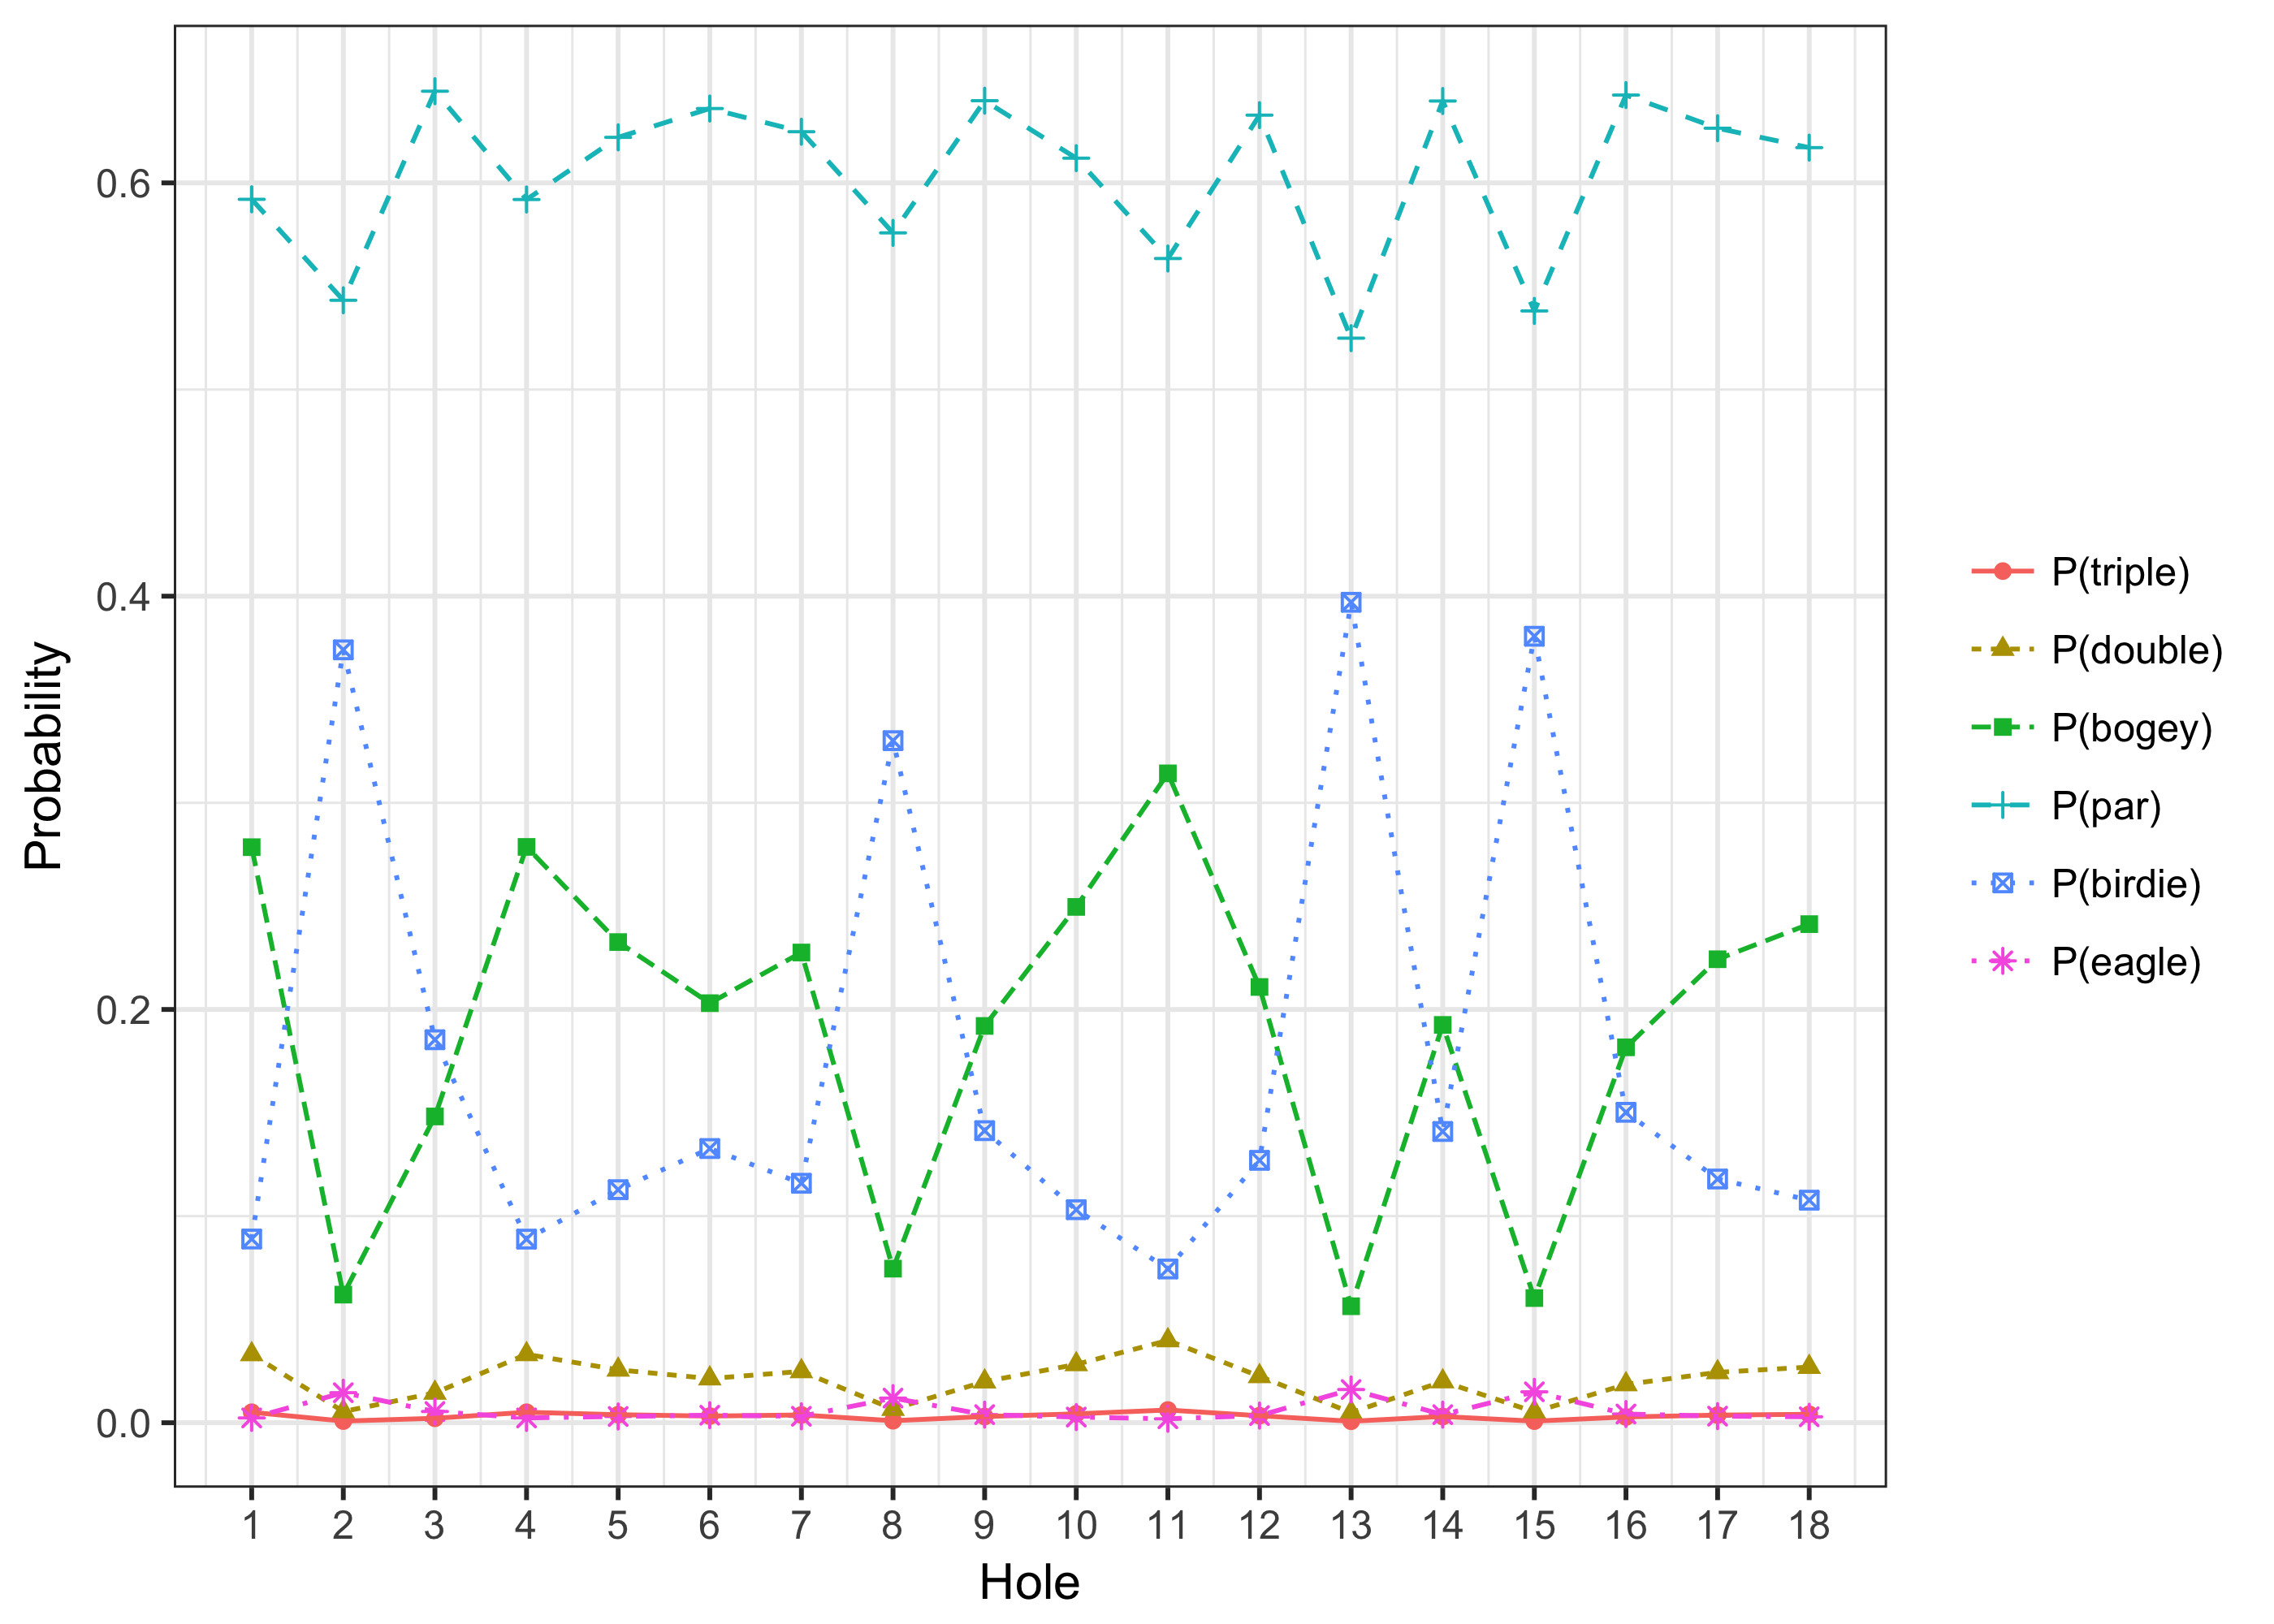 0.6
0.4
0.2
0.0
Probability
1 2 3 4 5 6 7 8 9 10 11 12 13 14 15 16 17 18
Hole
P(triple)
P(double)
P(bogey)
P(par)
P(birdie)
P(eagle)